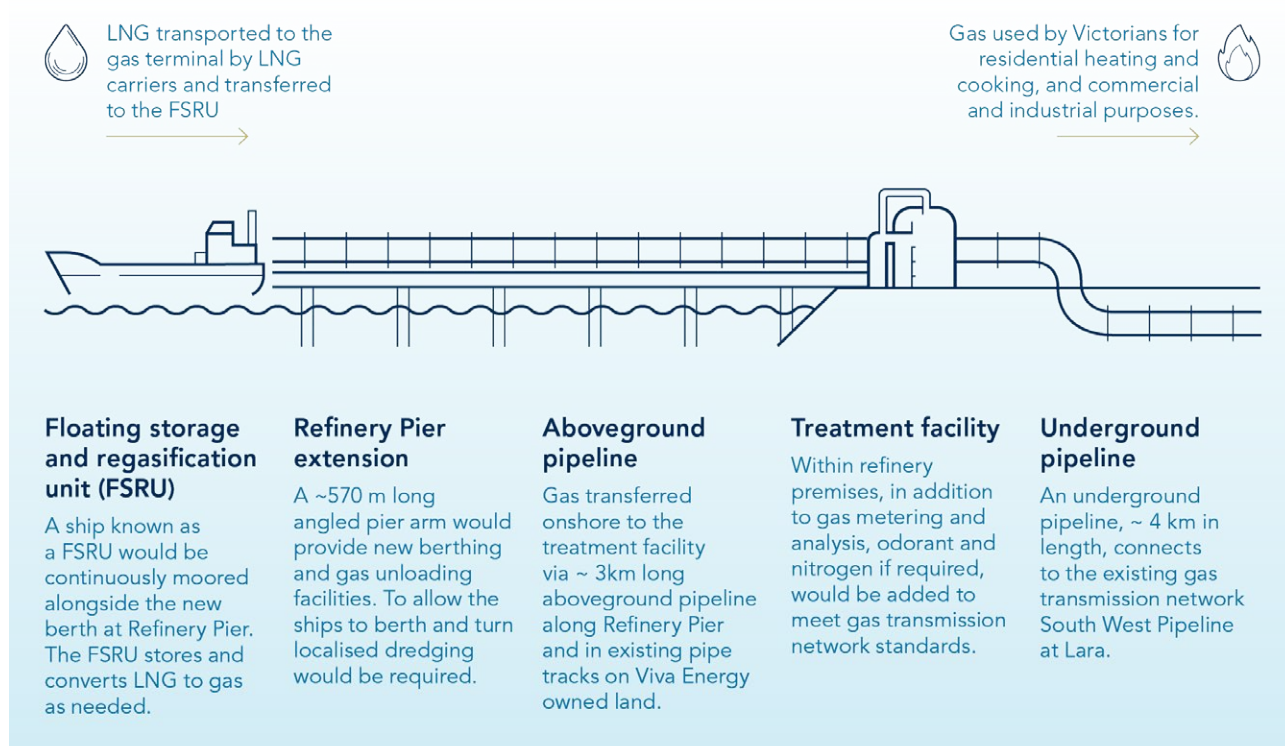 LNG transported to the
gas terminal by LNG
carriers and transferred
to the FSRU
Gas used by Victorians for
residential heating and
cooking, and commercial
and industrial purposes.
Floating storage
and regasification
unit (FSRU)
A ship known as
a FSRU would be
continuously moored
alongside the new
berth at Refinery Pier.
The FSRU stores and
converts LNG to gas
as needed.
Refinery Pier
extension
A ~570 m long
angled pier arm would
provide new berthing
and gas unloading
facilities. To allow the
ships to berth and turn
localised dredging
would be required.
Aboveground
pipeline
Gas transferred
onshore to the
treatment facility
via ~ 3km long
aboveground pipeline
along Refinery Pier
and in existing pipe
tracks on Viva Energy
owned land.
Treatment facility
Within refinery
premises, in addition
to gas metering and
analysis, odorant and
nitrogen if required,
would be added to
meet gas transmission
network standards.
Underground
pipeline
An underground
pipeline, ~ 4 km in
length, connects
to the existing gas
transmission network
South West Pipeline
at Lara.